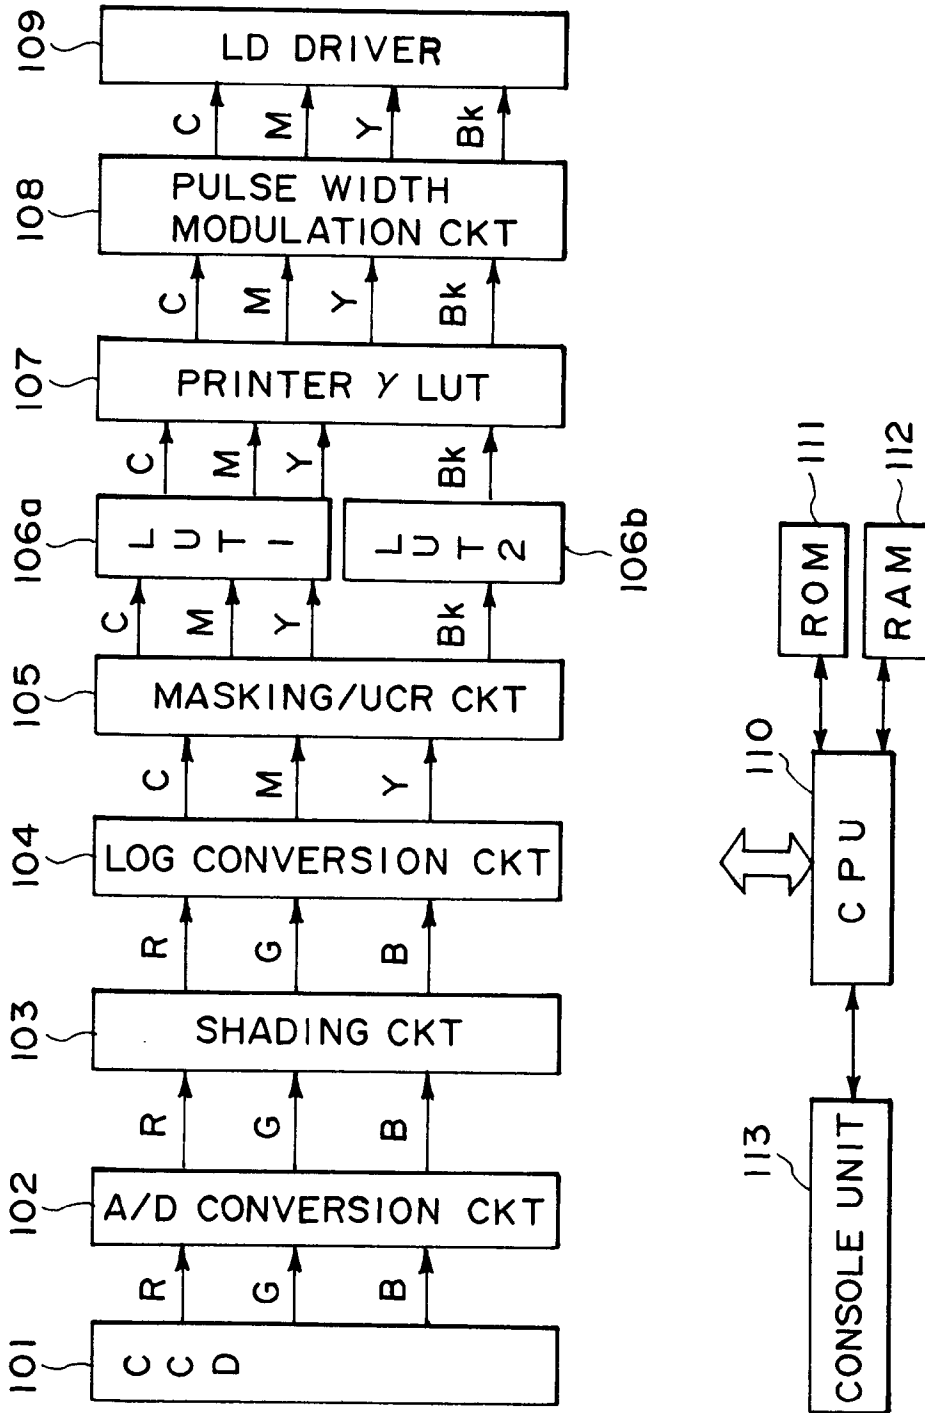 101
CCD
R
G
B
102
A/D CONVERSION CKT
R
G
B
103
SHADING CKT
R
G
B
104
LOG CONVERSION CKT
C
M
Y
105
MASKING/UCR CKT
C
M
Y
Bk
106a
LUT1
LUT2
106b
C
M
Y
Bk
107
PRINTER γ LUT
C
M
Y
Bk
108
PULSE WIDTH
MODULATION CKT
C
M
Y
Bk
109
LD DRIVER
113
CONSOLE UNIT
110
CPU
ROM
111
RAM
112